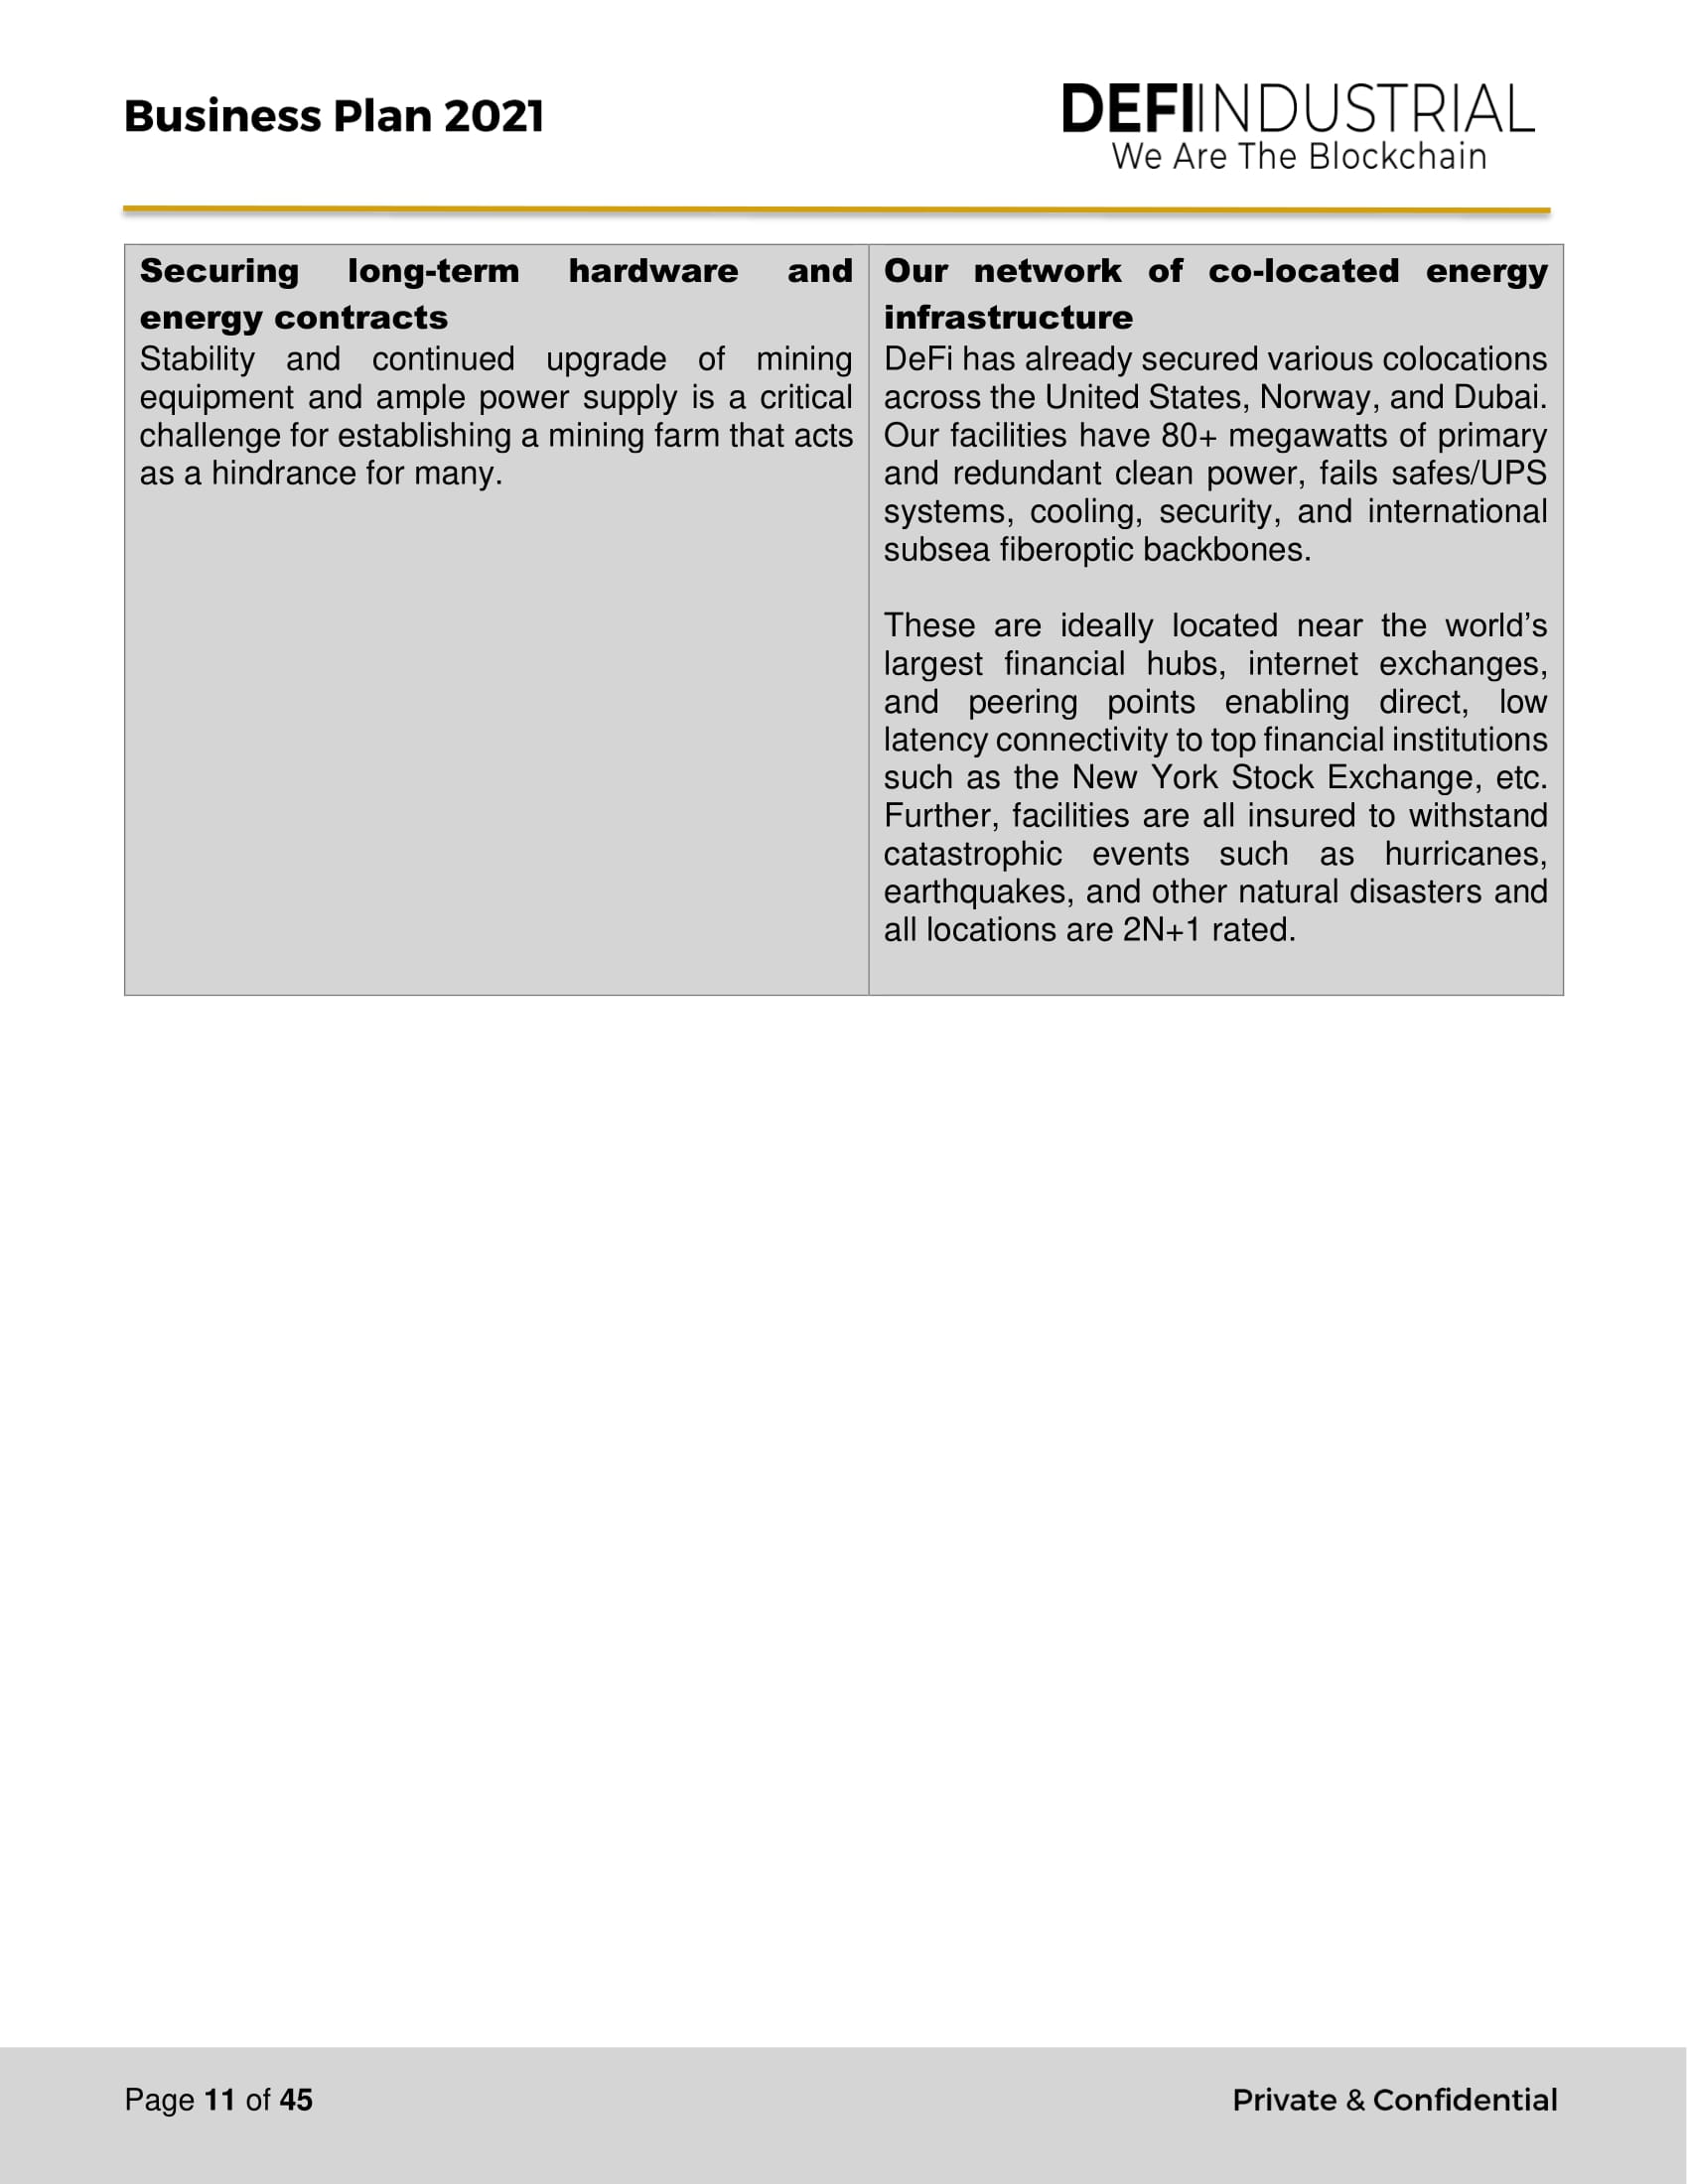 Business Plan 2021
DEFIINDUSTRIAL
We Are The Blockchain
Securing long-term hardware and
energy contracts
Stability and continued upgrade of mining
equipment and ample power supply is a critical
challenge for establishing a mining farm that acts
as a hindrance for many.
Our network of co-located energy
infrastructure
DeFi has already secured various colocations
across the United States, Norway, and Dubai.
Our facilities have 80+ megawatts of primary
and redundant clean power, fails safes/UPS
systems, cooling, security, and international
subsea fiberoptic backbones.
These are ideally located near the world’s
largest financial hubs, internet exchanges,
and peering points enabling direct, low
latency connectivity to top financial institutions
such as the New York Stock Exchange, etc.
Further, facilities are all insured to withstand
catastrophic events such as hurricanes,
earthquakes, and other natural disasters and
all locations are 2N+1 rated.
Page 11 of 45
Private & Confidential